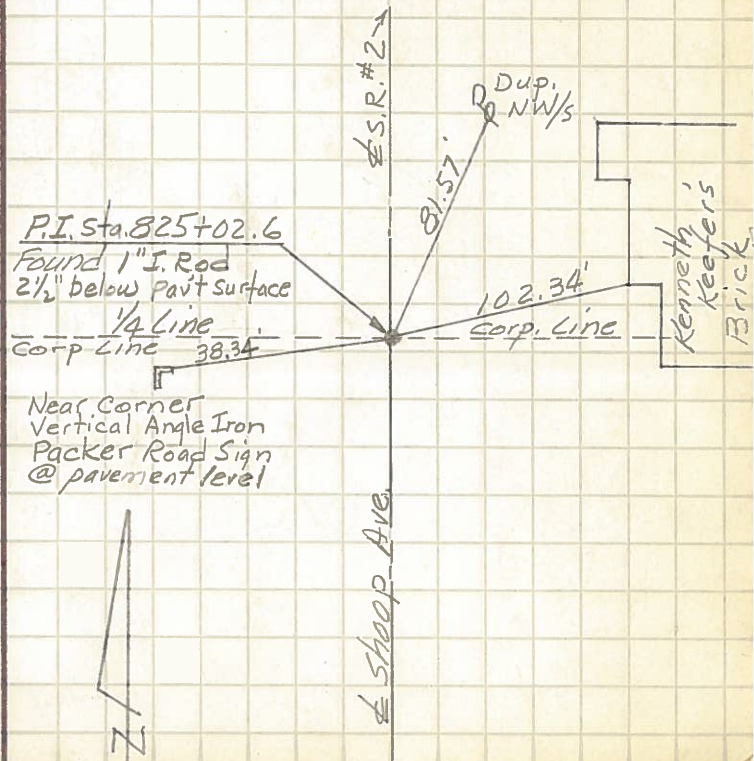 ℄ S.R. #2 →
Dup.
NW/S
81.57'
P.I. Sta. 825+02.6
Found 1" I. Rod
2½" below pav't surface
¼ Line
Corp Line
38.34'
102.34'
Corp. Line
Kenneth
Keefer's
Brick
Near Corner
Vertical Angle Iron
Packer Road Sign
@ pavement level
℄ Shoop Ave.
N